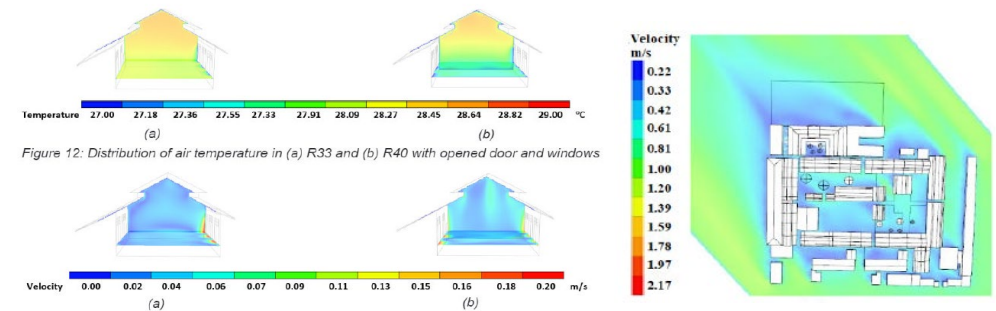 Temperature 27.00 27.18 27.36 27.55 27.33 27.91 28.09 28.27 28.45 28.64 28.82 29.00 ºC
(a) (b)
Figure 12: Distribution of air temperature in (a) R33 and (b) R40 with opened door and windows
Velocity 0.00 0.02 0.04 0.06 0.07 0.09 0.11 0.13 0.15 0.16 0.18 0.20 m/s
(a) (b)
Velocity
m/s
0.22
0.33
0.42
0.61
0.81
1.00
1.20
1.39
1.59
1.78
1.97
2.17